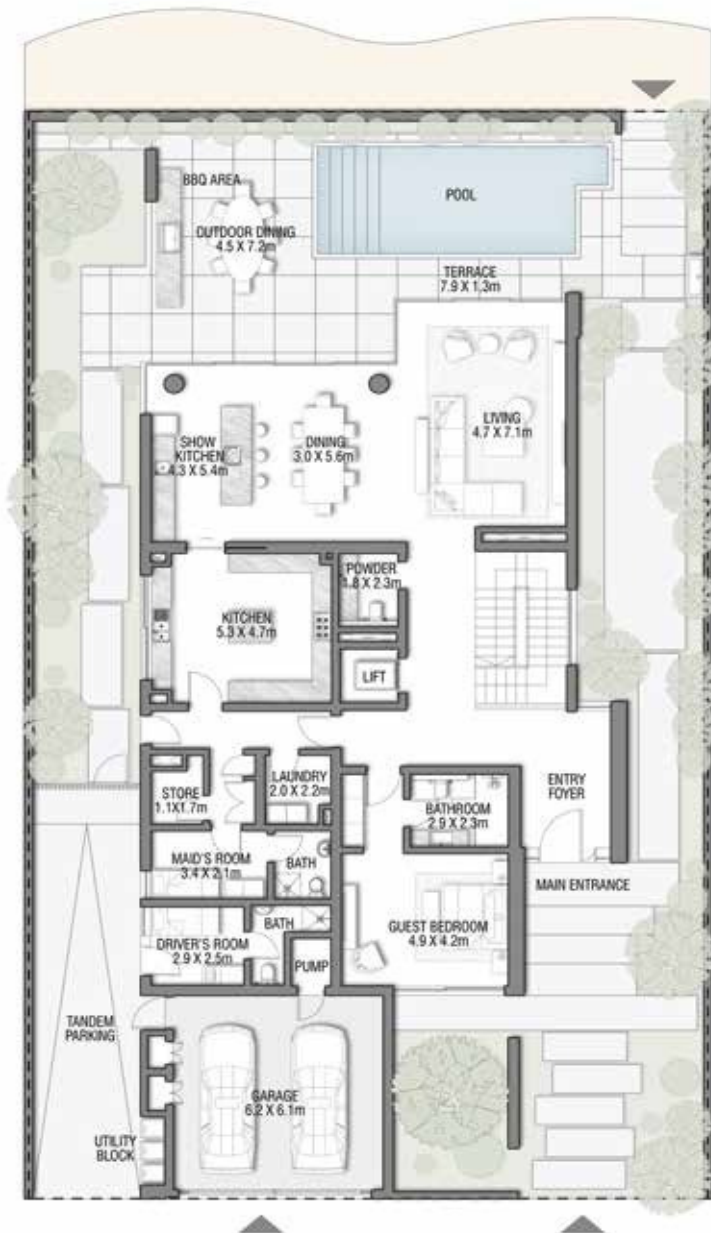 POOL
BBQ AREA
OUTDOOR DINING
4.5 X 7.2m
TERRACE
7.9 X 1.3m
LIVING
4.7 X 7.1m
SHOW
KITCHEN
4.3 X 5.4m
DINING
3.0 X 5.6m
POWDER
1.8 X 2.3m
KITCHEN
5.3 X 4.7m
LIFT
STORE
1.1X1.7m
LAUNDRY
2.0 X 2.2m
BATHROOM
2.9 X 2.3m
ENTRY
FOYER
MAID'S ROOM
3.4 X 2.1m
BATH
MAIN ENTRANCE
DRIVER'S ROOM
2.9 X 2.5m
BATH
GUEST BEDROOM
4.9 X 4.2m
PUMP
TANDEM
PARKING
GARAGE
6.2 X 6.1m
UTILITY
BLOCK